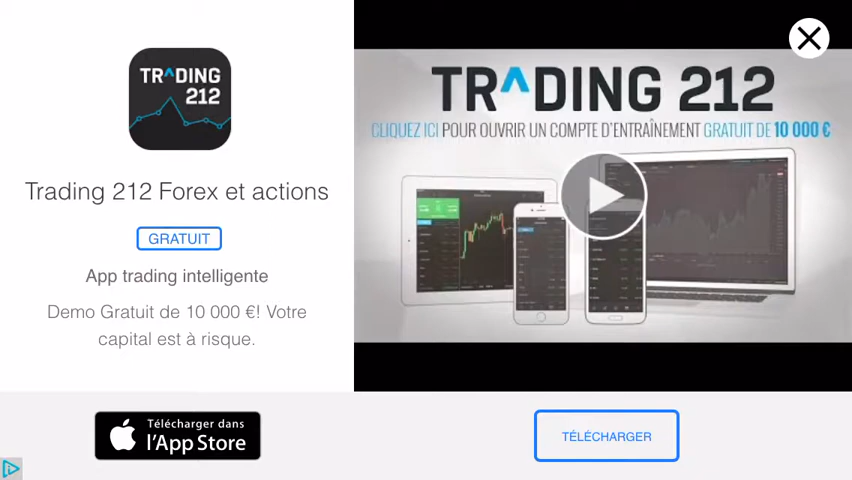 TRADING
212
Trading 212 Forex et actions
GRATUIT
App trading intelligente
Demo Gratuit de 10 000 €! Votre
capital est à risque.
TRADING 212
CLIQUEZ ICI POUR OUVRIR UN COMPTE D'ENTRAÎNEMENT GRATUIT DE 10 000 €
Télécharger dans
l'App Store
TÉLÉCHARGER